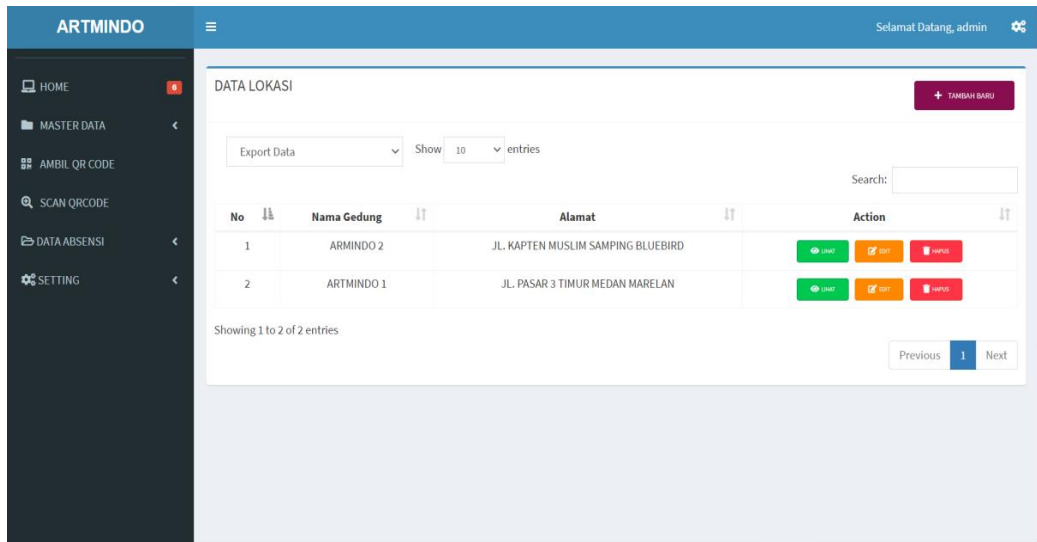 ARTMINDO
Selamat Datang, admin
HOME 6
MASTER DATA
AMBIL QR CODE
SCAN QRCODE
DATA ABSENSI
SETTING
DATA LOKASI
TAMBAH BARU
Export Data Show 10 entries
Search:
No Nama Gedung Alamat Action
1 ARMINDO 2 JL. KAPTEN MUSLIM SAMPING BLUEBIRD LIHAT EDIT HAPUS
2 ARTMINDO 1 JL. PASAR 3 TIMUR MEDAN MARELAN LIHAT EDIT HAPUS
Showing 1 to 2 of 2 entries
Previous 1 Next